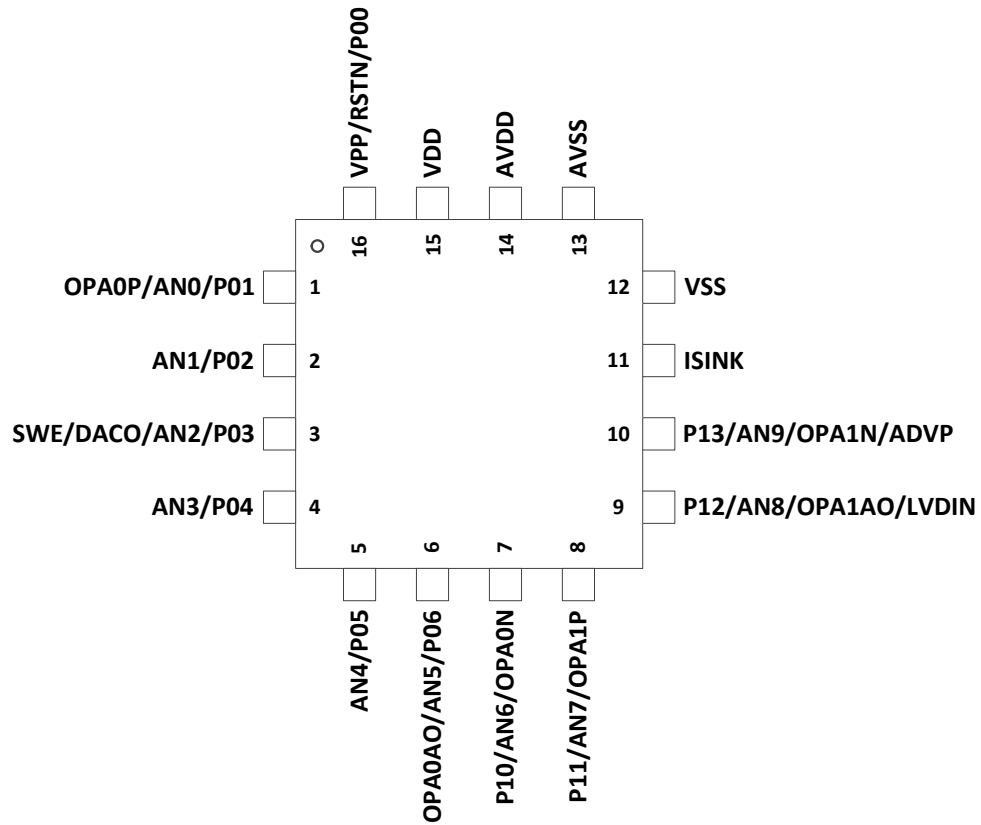 VPP/RSTN/P00
VDD
AVDD
AVSS
16
15
14
13
OPA0P/AN0/P01
1
12
VSS
AN1/P02
2
11
ISINK
SWE/DACO/AN2/P03
3
10
P13/AN9/OPA1N/ADVP
AN3/P04
4
9
P12/AN8/OPA1AO/LVDIN
5
6
7
8
AN4/P05
OPA0AO/AN5/P06
P10/AN6/OPA0N
P11/AN7/OPA1P